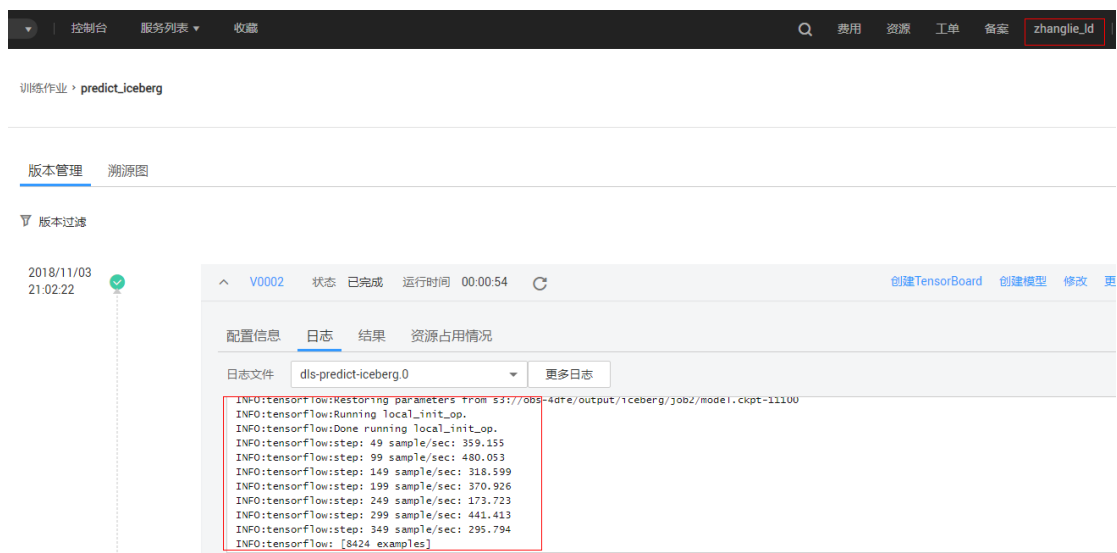 控制台 服务列表 收藏 费用 资源 工单 备案 zhanglie_ld
训练作业 > predict_iceberg
版本管理 溯源图
版本过滤
2018/11/03
21:02:22
V0002 状态 已完成 运行时间 00:00:54 创建TensorBoard 创建模型 修改 更
配置信息 日志 结果 资源占用情况
日志文件 dls-predict-iceberg.0 更多日志
INFO:tensorflow:Restoring parameters from s3://obs-4dfe/output/iceberg/job2/model.ckpt-11100
INFO:tensorflow:Running local_init_op.
INFO:tensorflow:Done running local_init_op.
INFO:tensorflow:step: 49 sample/sec: 359.155
INFO:tensorflow:step: 99 sample/sec: 480.053
INFO:tensorflow:step: 149 sample/sec: 318.599
INFO:tensorflow:step: 199 sample/sec: 370.926
INFO:tensorflow:step: 249 sample/sec: 173.723
INFO:tensorflow:step: 299 sample/sec: 441.413
INFO:tensorflow:step: 349 sample/sec: 295.794
INFO:tensorflow: [8424 examples]